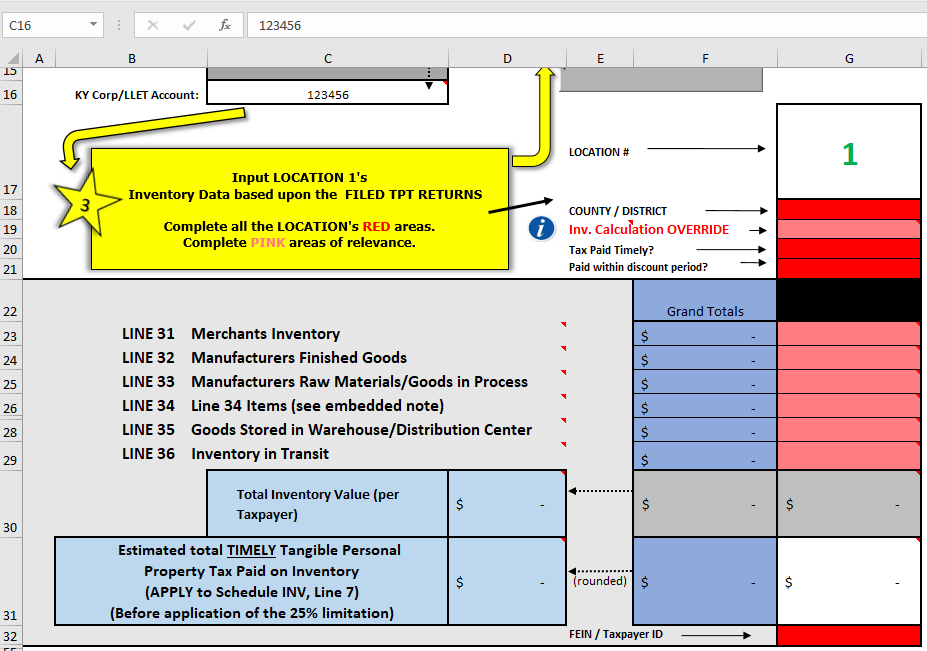 C16 fx 123456
A B C D E F G
15
16 KY Corp/LLET Account: 123456
17 LOCATION # 1
Input LOCATION 1's
Inventory Data based upon the FILED TPT RETURNS
3
Complete all the LOCATION's RED areas.
Complete PINK areas of relevance.
i
18 COUNTY / DISTRICT
19 Inv. Calculation OVERRIDE
20 Tax Paid Timely?
21 Paid within discount period?
22 Grand Totals
23 LINE 31 Merchants Inventory $ -
24 LINE 32 Manufacturers Finished Goods $ -
25 LINE 33 Manufacturers Raw Materials/Goods in Process $ -
26 LINE 34 Line 34 Items (see embedded note) $ -
28 LINE 35 Goods Stored in Warehouse/Distribution Center $ -
29 LINE 36 Inventory in Transit $ -
Total Inventory Value (per
Taxpayer) $ - $ - $ -
30
Estimated total TIMELY Tangible Personal
Property Tax Paid on Inventory
(APPLY to Schedule INV, Line 7) $ - (rounded) $ - $ -
(Before application of the 25% limitation)
31
32 FEIN / Taxpayer ID